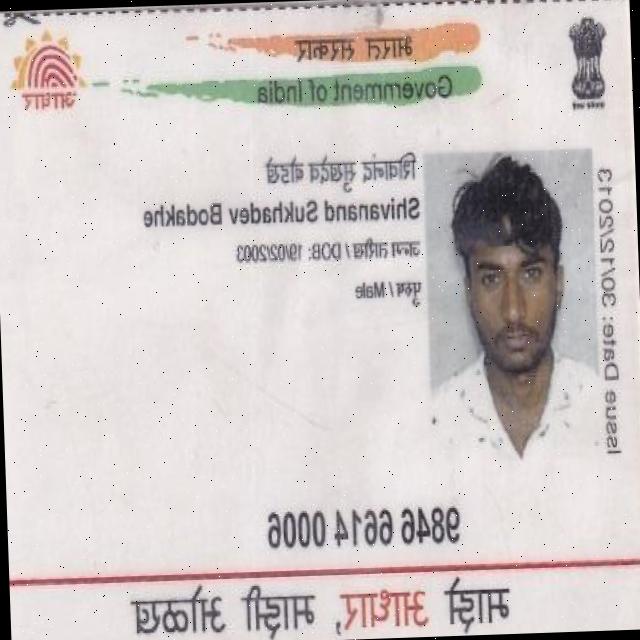 भारत सरकार
Government of India
आधार
शिवानंद सुखदेव बोडखे
Shivanand Sukhadev Bodakhe
जन्म तारीख / DOB: 19/02/2003
पुरुष / Male
Issue Date: 30/12/2013
9846 6614 0006
माझे आधार, माझी ओळख